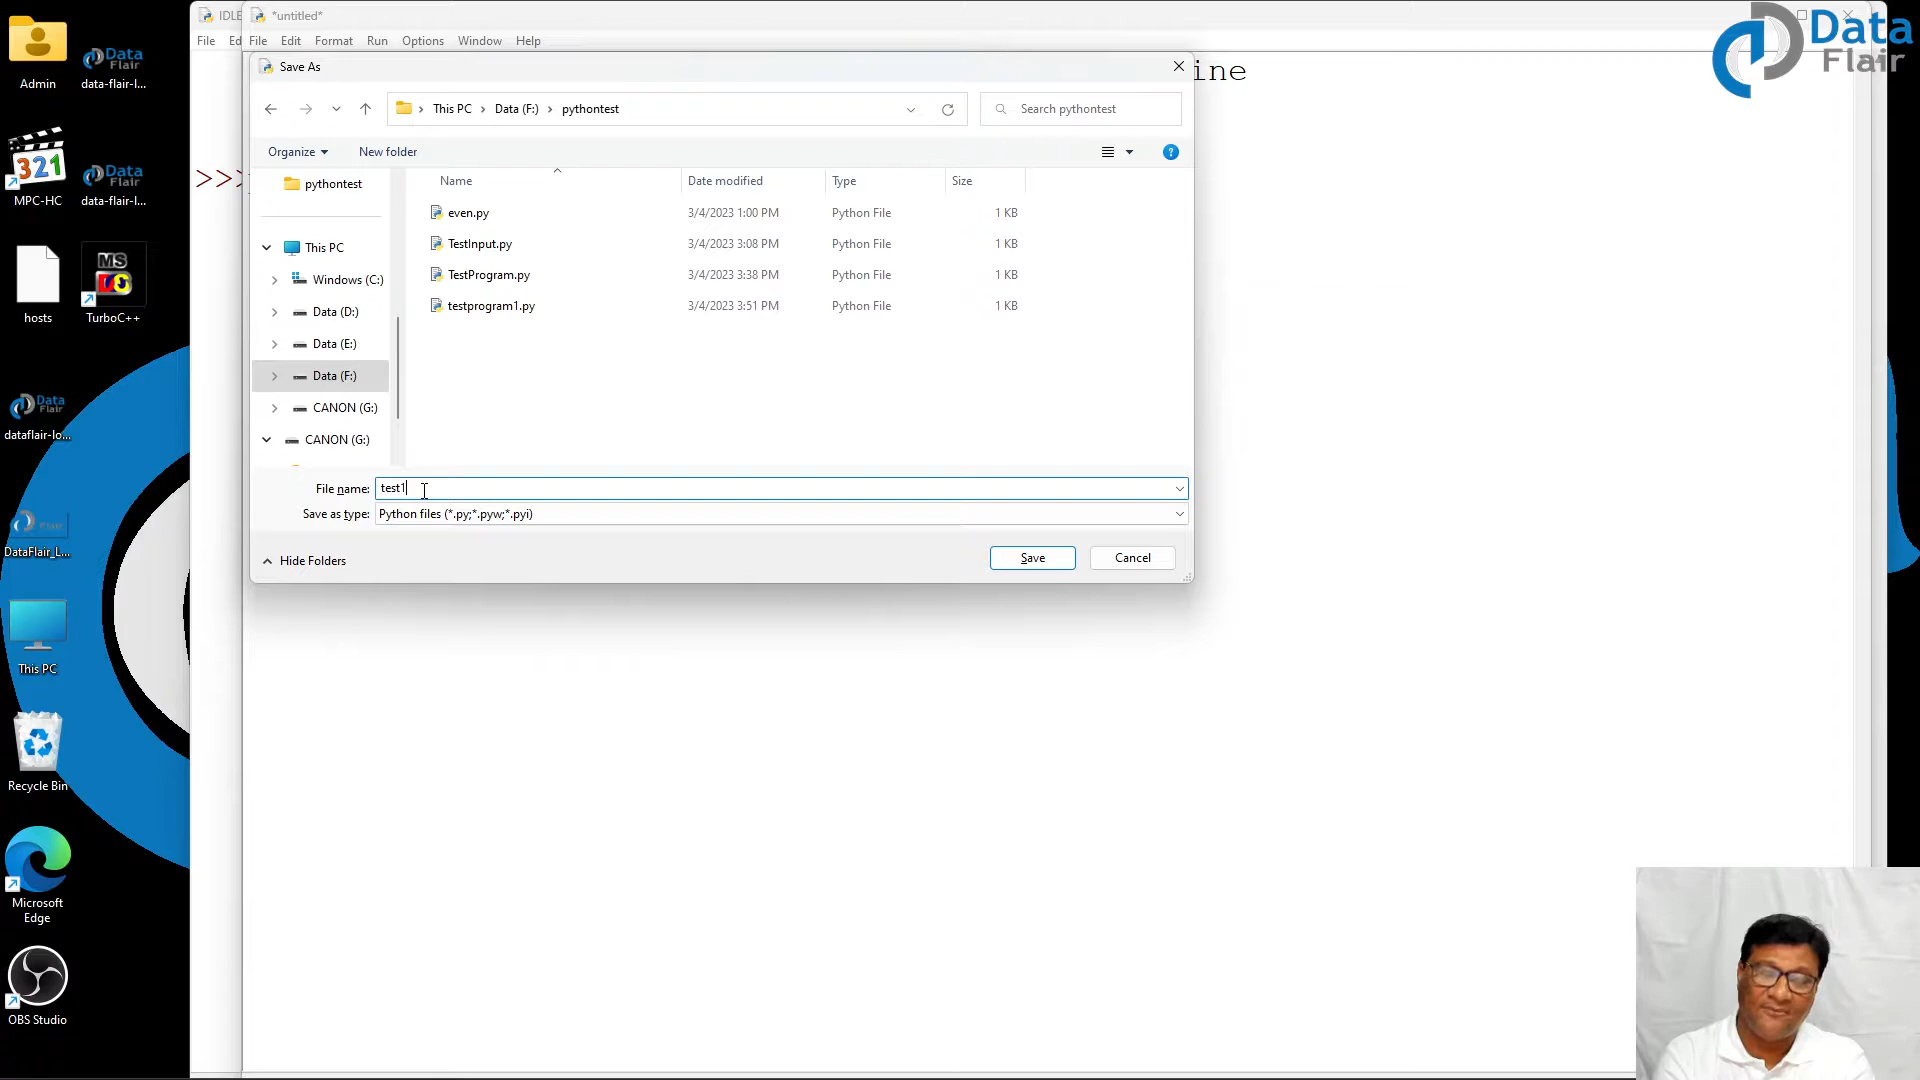 IDLE
*untitled*
File Ed
File Edit Format Run Options Window Help
Save As
ine
This PC > Data (F:) > pythontest
Search pythontest
Organize
New folder
pythontest
This PC
Windows (C:)
Data (D:)
Data (E:)
Data (F:)
CANON (G:)
CANON (G:)
Name Date modified Type Size
even.py 3/4/2023 1:00 PM Python File 1 KB
TestInput.py 3/4/2023 3:08 PM Python File 1 KB
TestProgram.py 3/4/2023 3:38 PM Python File 1 KB
testprogram1.py 3/4/2023 3:51 PM Python File 1 KB
File name: test1
Save as type: Python files (*.py;*.pyw;*.pyi)
Hide Folders
Save
Cancel
>>>
Admin
Data
data-flair-l...
321
MPC-HC
Data
data-flair-l...
hosts
MS
TurboC++
Data
dataflair-lo...
DataFlair_L...
This PC
Recycle Bin
Microsoft
Edge
OBS Studio
Data
Flair